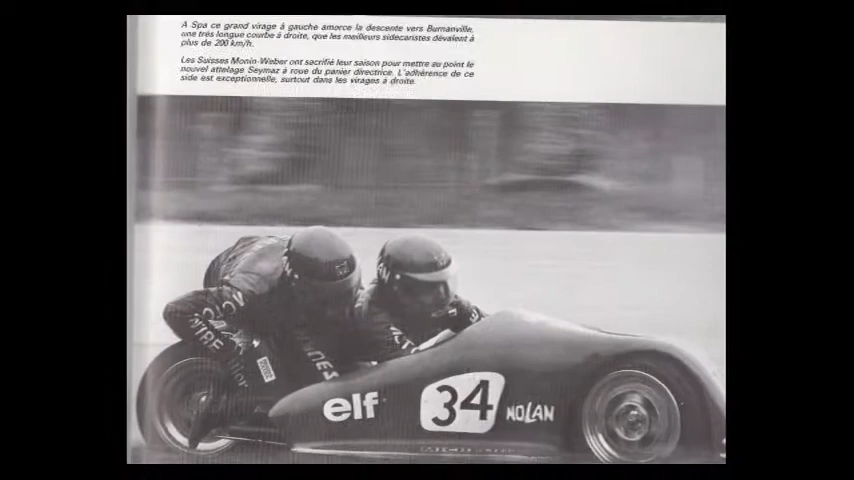 A Spa ce grand virage à gauche amorce la descente vers Burnanville,
une très longue courbe à droite, que les meilleurs sidecaristes dévalent à
plus de 200 km/h.
Les Suisses Monin-Weber ont sacrifié leur saison pour mettre au point le
nouvel attelage Seymaz à roue du panier directrice. L'adhérence de ce
side est exceptionnelle, surtout dans les virages à droite.
elf
34
NOLAN